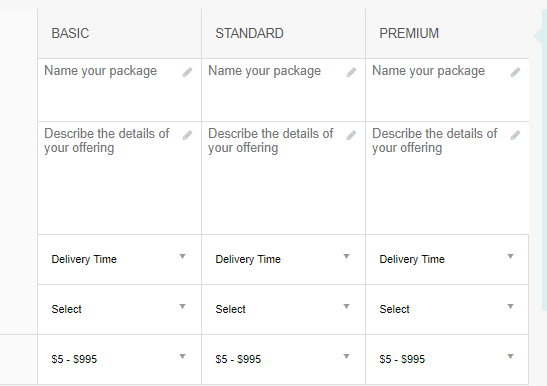 BASIC STANDARD PREMIUM
Name your package Name your package Name your package
Describe the details of Describe the details of Describe the details of
your offering your offering your offering
Delivery Time Delivery Time Delivery Time
Select Select Select
$5 - $995 $5 - $995 $5 - $995